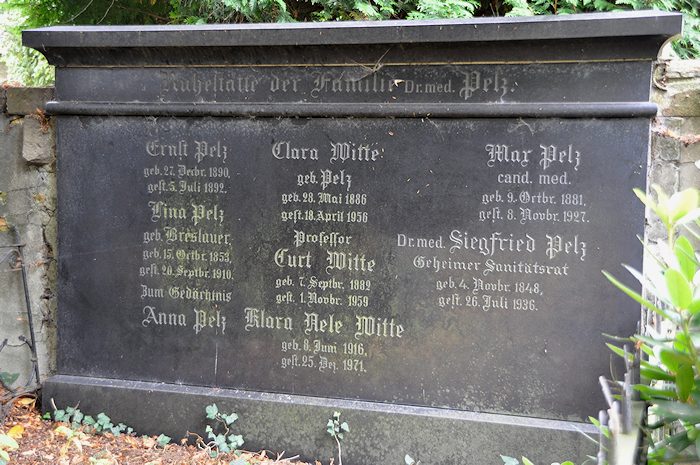 Ruhestätte der Familie Dr. med. Pelz.
Ernst Pelz
geb. 27. Decbr. 1890,
gest. 5. Juli 1892.
Lina Pelz
geb. Breslauer,
geb. 15. Octbr. 1853,
gest. 20. Septbr. 1910.
Zum Gedächtnis
Anna Pelz
Clara Witte
geb. Pelz
geb. 28. Mai 1886
gest. 18. April 1956
Professor
Curt Witte
geb. 7. Septbr. 1882
gest. 1. Novbr. 1959
Klara Nele Witte
geb. 8. Juni 1916,
gest. 25. Dez. 1971.
Max Pelz
cand. med.
geb. 9. Octbr. 1881,
gest. 8. Novbr. 1927.
Dr. med. Siegfried Pelz
Geheimer Sanitätsrat
geb. 4. Novbr. 1848,
gest. 26. Juli 1936.